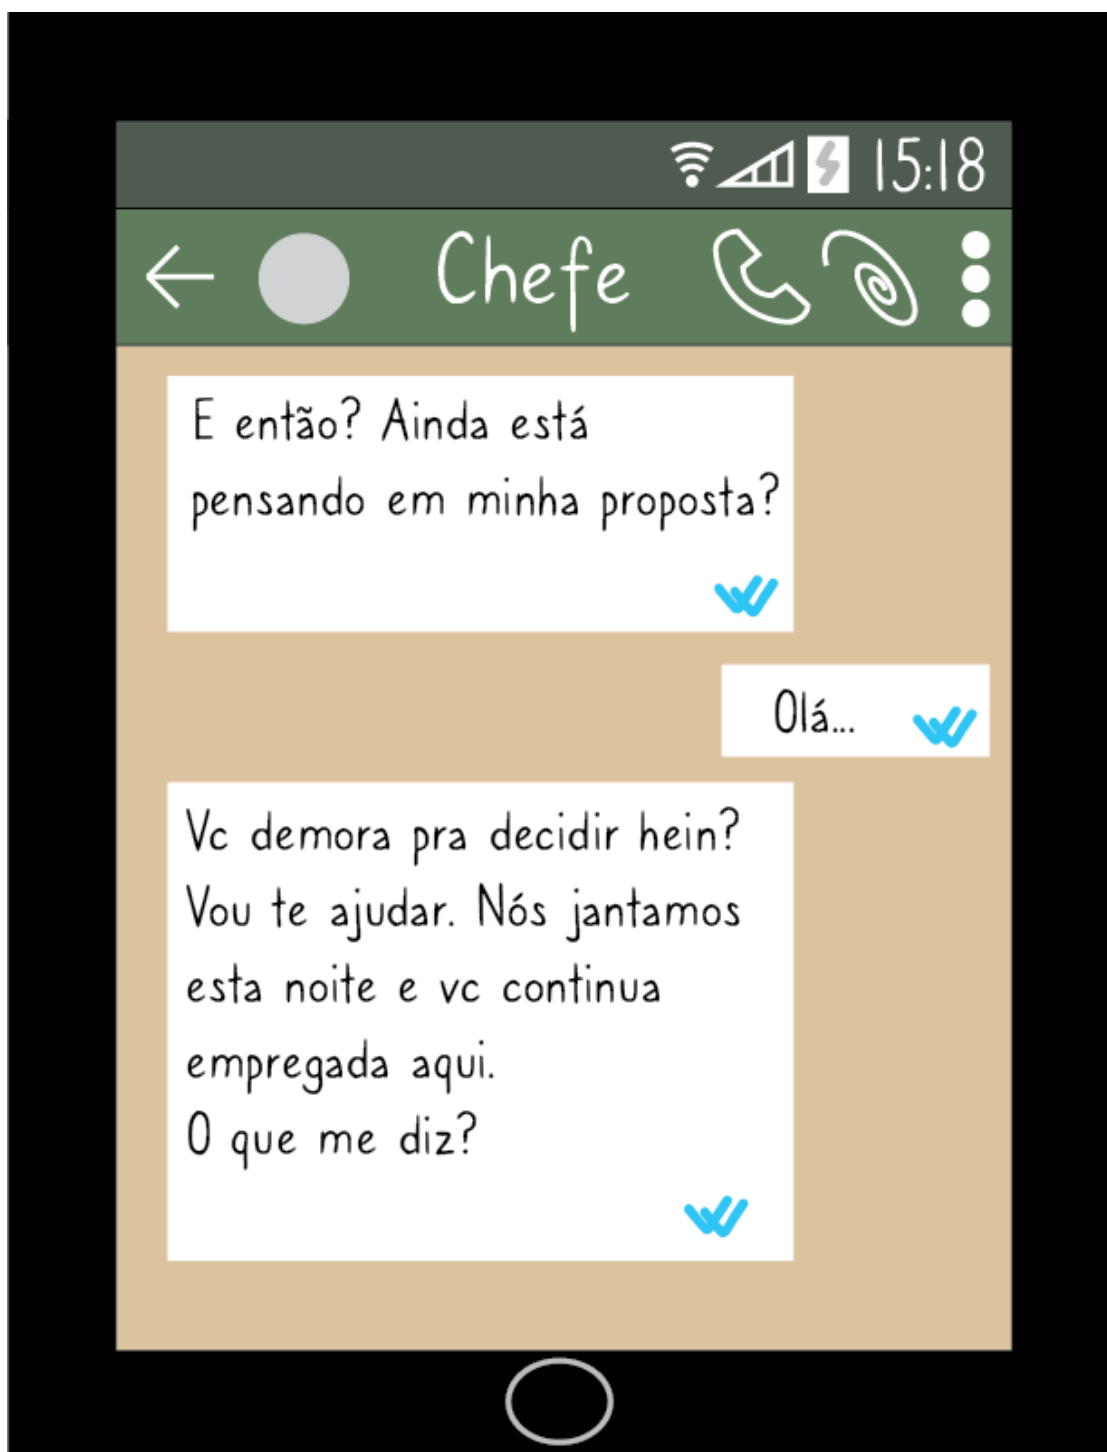 15:18
Chefe
E então? Ainda está
pensando em minha proposta?
Olá...
Vc demora pra decidir hein?
Vou te ajudar. Nós jantamos
esta noite e vc continua
empregada aqui.
O que me diz?